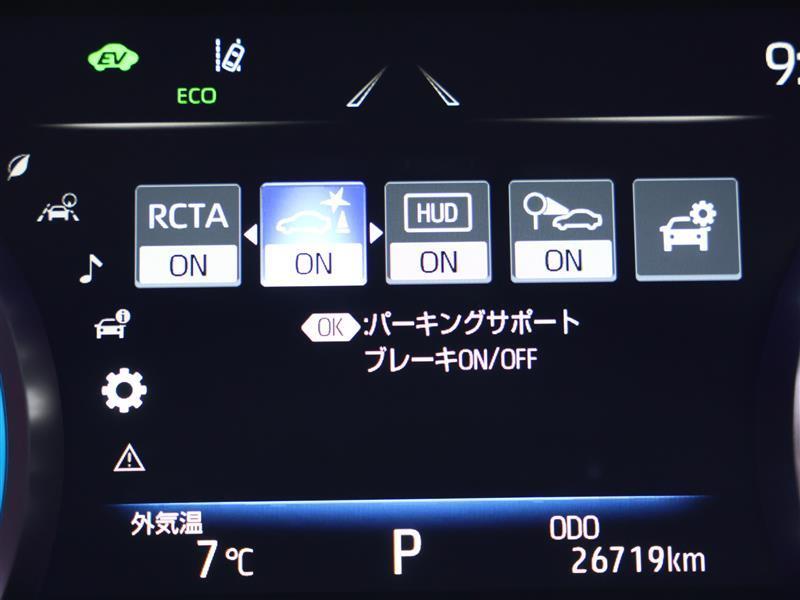 EV
ECO
9:
RCTA
HUD
ON
ON
ON
ON
OK:パーキングサポート
ブレーキON/OFF
外気温
7℃
P
ODO
26719km